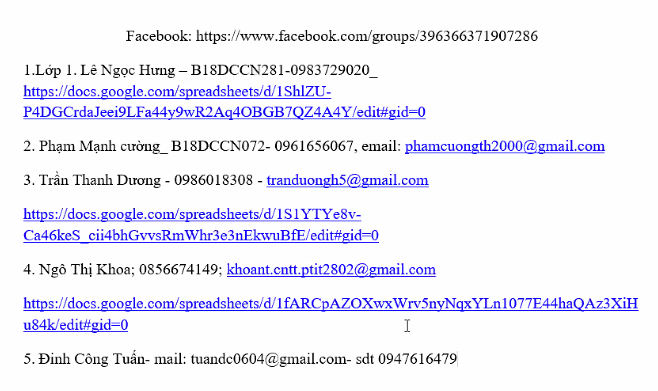 Facebook: https://www.facebook.com/groups/396366371907286
1.Lớp 1. Lê Ngọc Hưng – B18DCCN281-0983729020_
https://docs.google.com/spreadsheets/d/1ShlZU-
P4DGCrdaJeei9LFa44y9wR2Aq4OBGB7QZ4A4Y/edit#gid=0
2. Phạm Mạnh cường_ B18DCCN072- 0961656067, email: phamcuongth2000@gmail.com
3. Trần Thanh Dương - 0986018308 - tranduongh5@gmail.com
https://docs.google.com/spreadsheets/d/1S1YTYe8v-
Ca46keS_cii4bhGvvsRmWhr3e3nEkwuBfE/edit#gid=0
4. Ngô Thị Khoa; 0856674149; khoant.cntt.ptit2802@gmail.com
https://docs.google.com/spreadsheets/d/1fARCpAZOXwxWrv5nyNqxYLn1077E44haQAz3XiH
u84k/edit#gid=0
5. Đinh Công Tuấn- mail: tuandc0604@gmail.com- sdt 0947616479